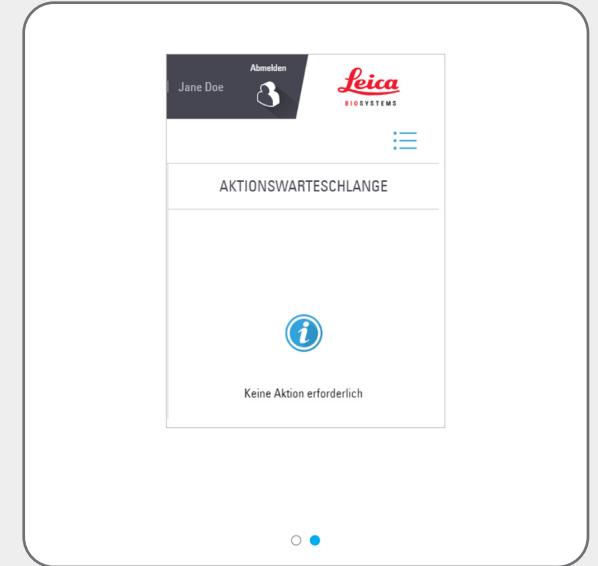 Abmelden
Jane Doe
Leica
BIOSYSTEMS
AKTIONSWARTESCHLANGE
i
Keine Aktion erforderlich